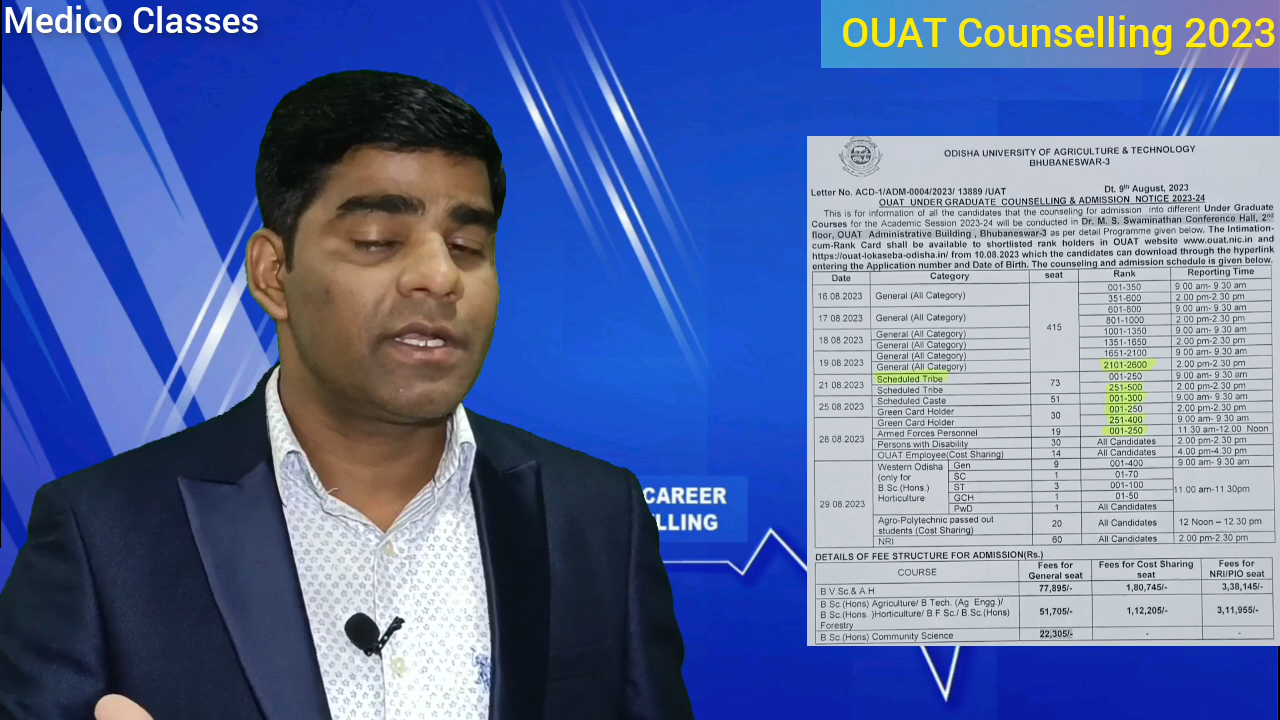 Medico Classes
OUAT Counselling 2023
ODISHA UNIVERSITY OF AGRICULTURE & TECHNOLOGY
BHUBANESWAR-3
Letter No. ACD-1/ADM-0004/2023/ 13889 /UAT Dt. 9th August, 2023
OUAT UNDER GRADUATE COUNSELLING & ADMISSION NOTICE 2023-24
This is for information of all the candidates that the counseling for admission into different Under Graduate
Courses for the Academic Session 2023-24 will be conducted in Dr. M. S. Swaminathan Conference Hall, 2nd
floor, OUAT Administrative Building , Bhubaneswar-3 as per detail Programme given below. The Intimation-
cum-Rank Card shall be available to shortlisted rank holders in OUAT website www.ouat.nic.in and
https://ouat-lokaseba-odisha.in/ from 10.08.2023 which the candidates can download through the hyperlink
entering the Application number and Date of Birth. The counseling and admission schedule is given below.
Date Category seat Rank Reporting Time
16 08.2023 General (All Category) 415 001-350 9.00 am- 9.30 am
351-600 2.00 pm-2.30 pm
17 08.2023 General (All Category) 601-800 9.00 am- 9.30 am
801-1000 2.00 pm-2.30 pm
18 08.2023 General (All Category) 1001-1350 9.00 am- 9.30 am
General (All Category) 1351-1650 2.00 pm-2.30 pm
19 08.2023 General (All Category) 1651-2100 9.00 am- 9.30 am
General (All Category) 2101-2600 2.00 pm-2.30 pm
21 08.2023 Scheduled Tribe 73 001-250 9.00 am- 9.30 am
Scheduled Tribe 251-500 2.00 pm-2.30 pm
25 08.2023 Scheduled Caste 51 001-300 9.00 am- 9.30 am
Green Card Holder 30 001-250 2.00 pm-2.30 pm
28 08.2023 Green Card Holder 251-400 9.00 am- 9.30 am
Armed Forces Personnel 19 001-250 11.30 am-12.00 Noon
Persons with Disability 30 All Candidates 2.00 pm-2.30 pm
OUAT Employee(Cost Sharing) 14 All Candidates 4.00 pm-4.30 pm
29 08.2023 Western Odisha (only for B.Sc.(Hons.) Horticulture Gen 9 001-400 9.00 am- 9.30 am
SC 1 01-70 11.00 am-11.30pm
ST 3 001-100
GCH 1 01-50
PwD 1 All Candidates
Agro-Polytechnic passed out
students (Cost Sharing) 20 All Candidates 12 Noon – 12.30 pm
NRI 60 All Candidates 2.00 pm-2.30 pm
DETAILS OF FEE STRUCTURE FOR ADMISSION(Rs.)
COURSE Fees for General seat Fees for Cost Sharing seat Fees for NRI/PIO seat
B.V.Sc.& A.H 77,895/- 1,80,745/- 3,38,145/-
B.Sc.(Hons) Agriculture/ B.Tech. (Ag Engg.)/
B.Sc.(Hons )Horticulture/ B.F.Sc/ B.Sc.(Hons)
Forestry 51,705/- 1,12,205/- 3,11,955/-
B.Sc.(Hons) Community Science 22,305/- - -
CAREER
LLING